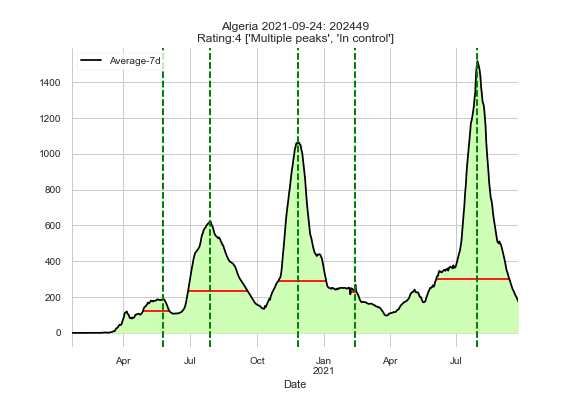 Algeria 2021-09-24: 202449
Rating:4 ['Multiple peaks', 'In control']
Average-7d
1400
1200
1000
800
600
400
200
0
Apr Jul Oct Jan Apr Jul
2021
Date